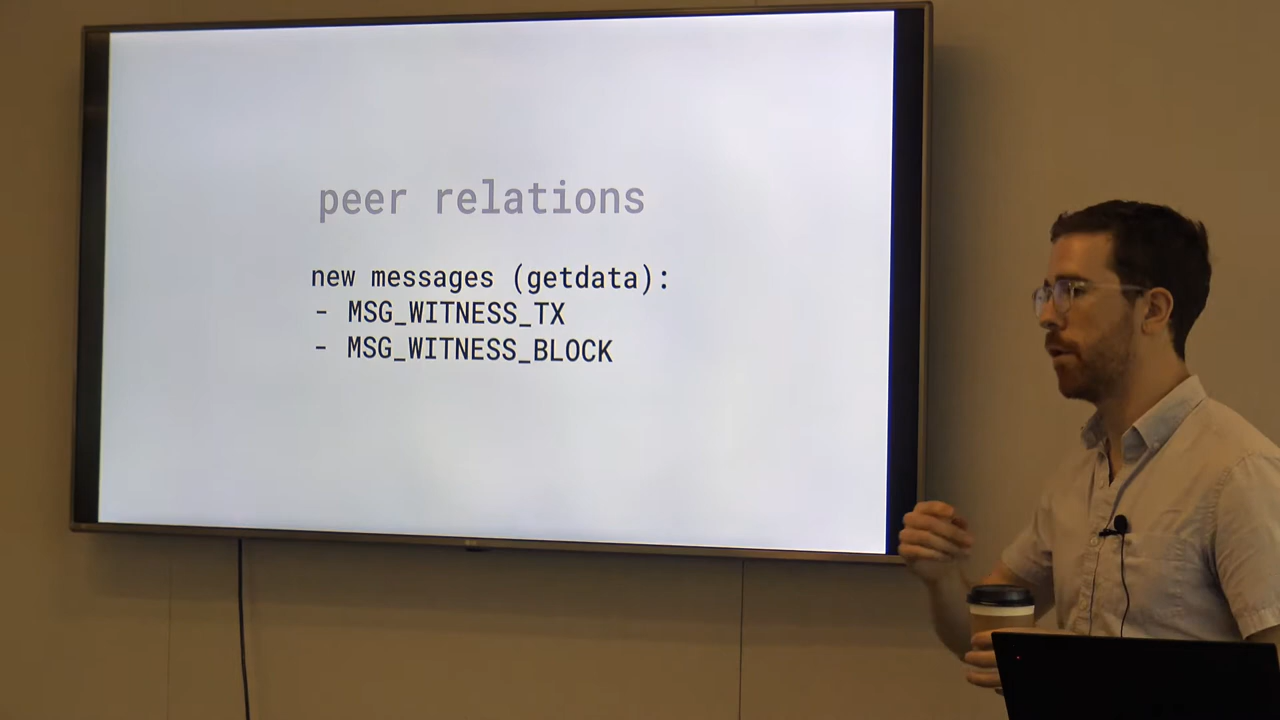 peer relations
new messages (getdata):
- MSG_WITNESS_TX
- MSG_WITNESS_BLOCK